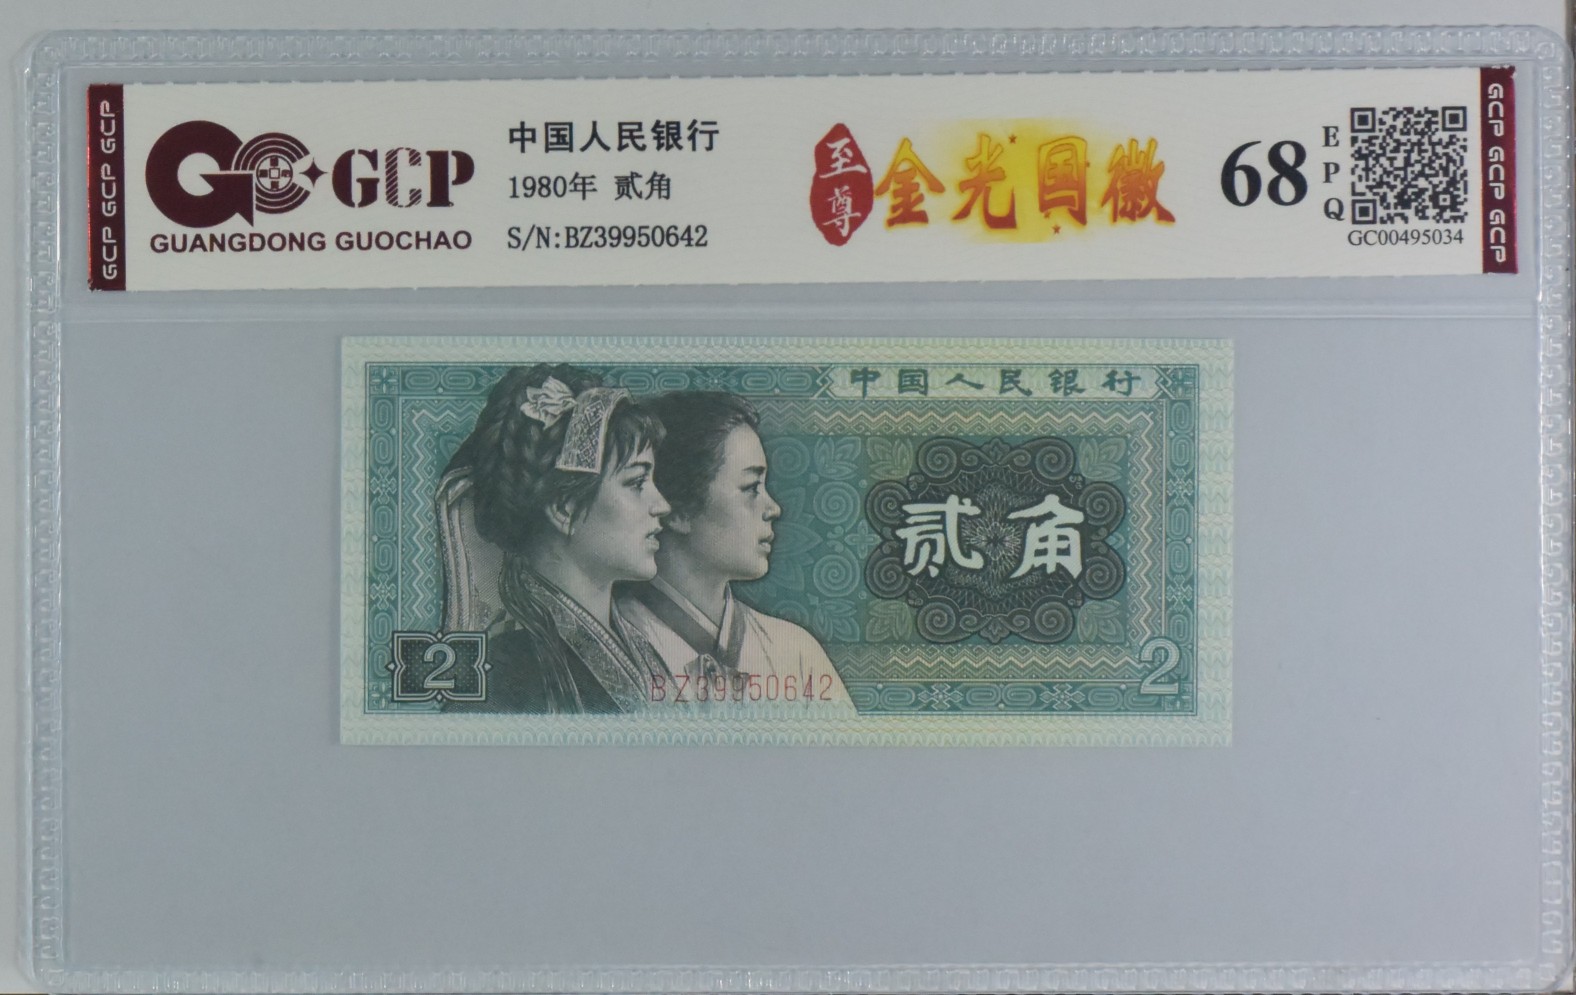 GCP GCP GCP
GCP
GUANGDONG GUOCHAO
中国人民银行
1980年 贰角
S/N:BZ39950642
至尊
金光国徽
68
EPQ
GC00495034
GCP GCP GCP
中国人民银行
贰角
2
2
BZ39950642